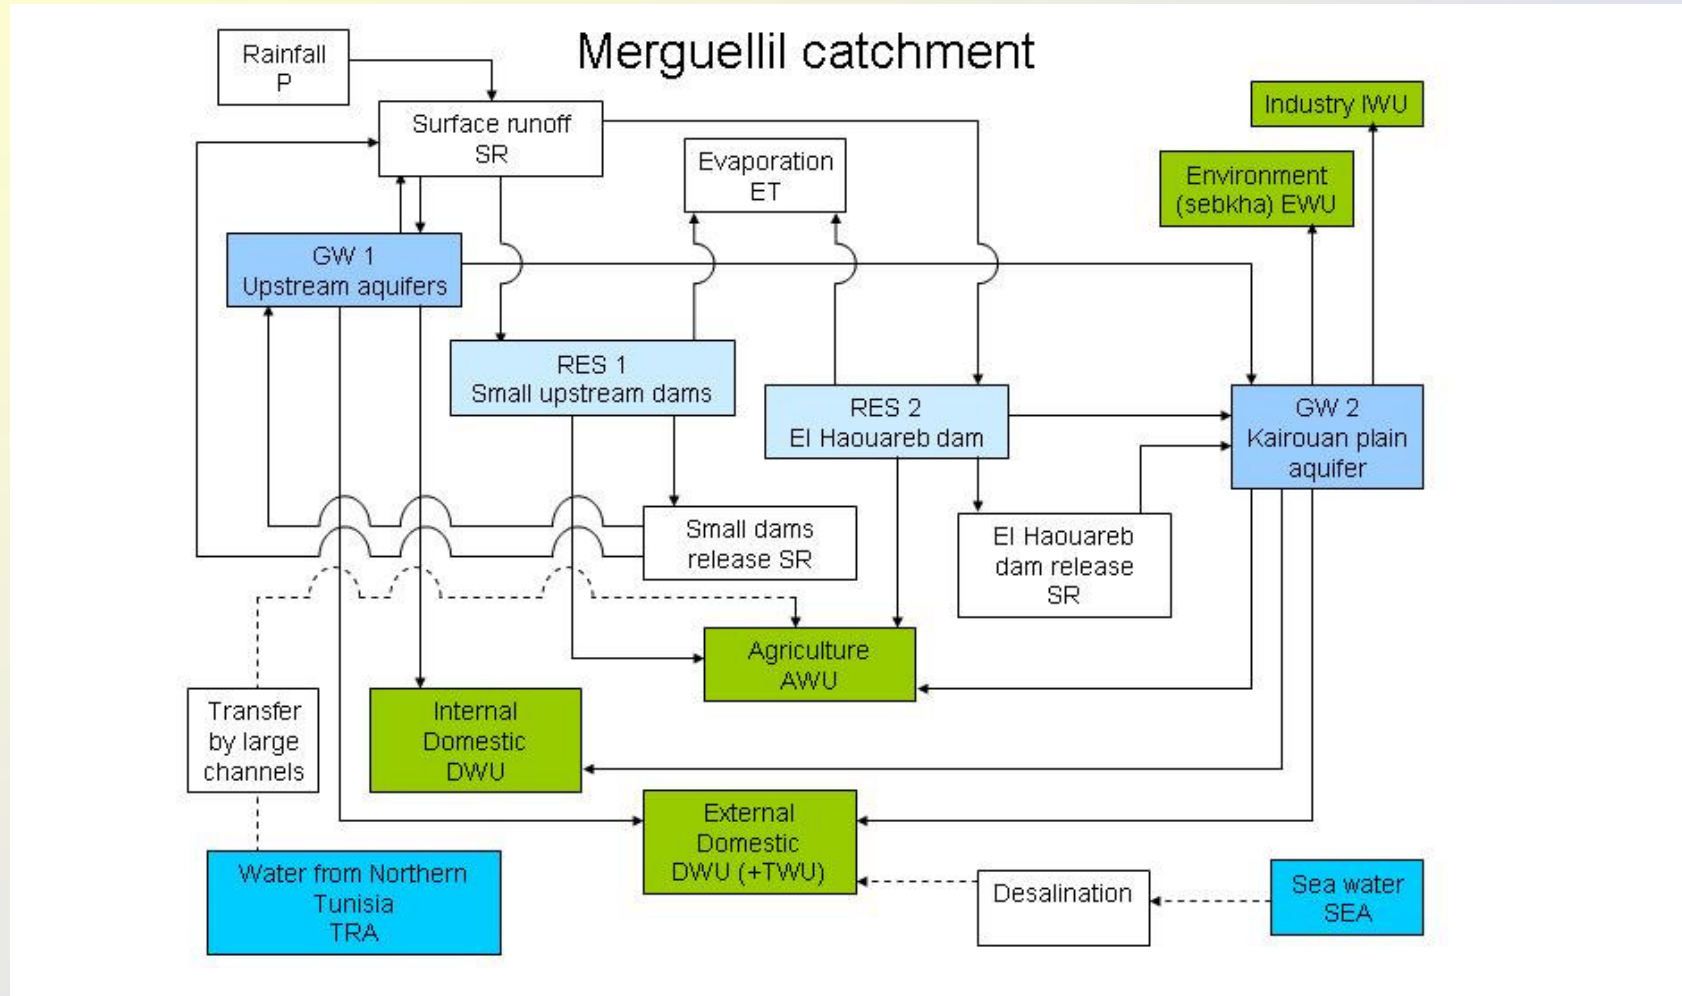 Merguellil catchment
Rainfall
P
Surface runoff
SR
Evaporation
ET
Industry IWU
Environment
(sebkha) EWU
GW 1
Upstream aquifers
RES 1
Small upstream dams
RES 2
El Haouareb dam
GW 2
Kairouan plain
aquifer
Small dams
release SR
El Haouareb
dam release
SR
Agriculture
AWU
Transfer
by large
channels
Internal
Domestic
DWU
External
Domestic
DWU (+TWU)
Water from Northern
Tunisia
TRA
Desalination
Sea water
SEA